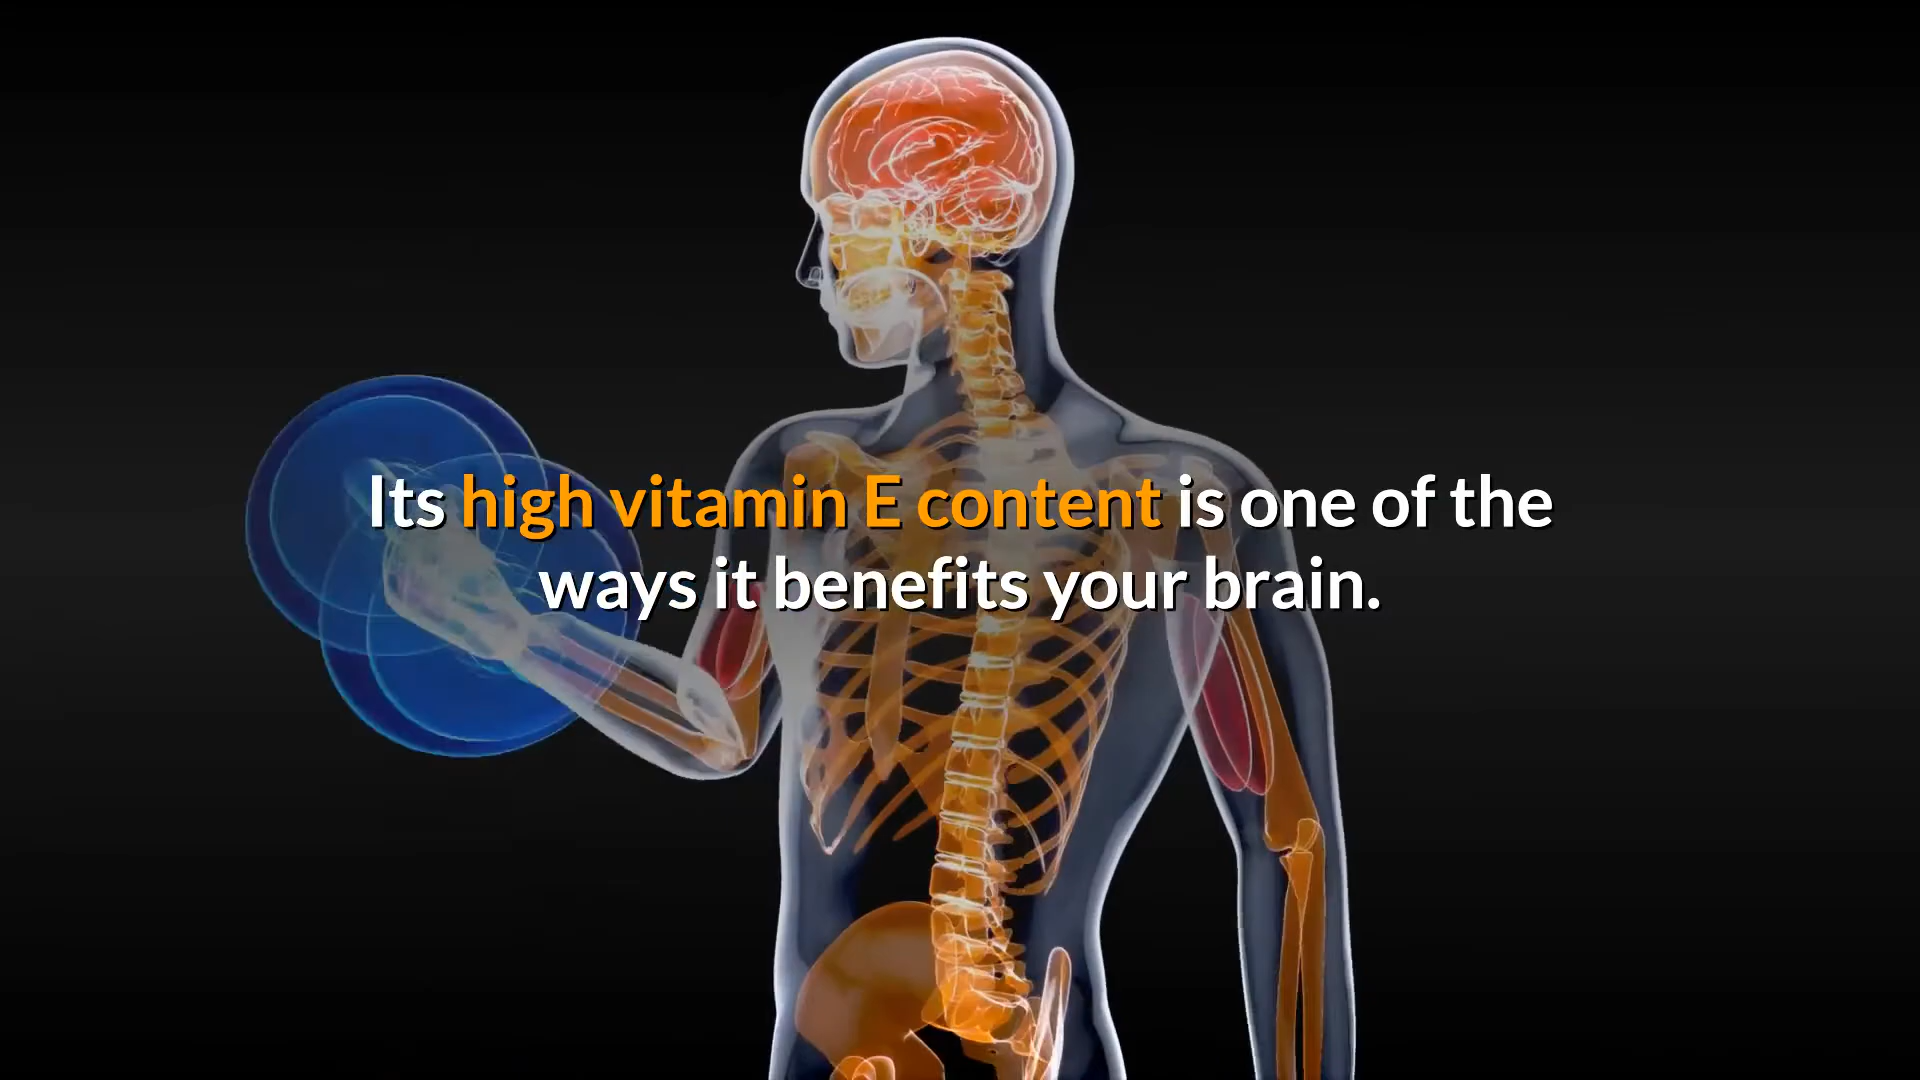 Its high vitamin E content is one of the
ways it benefits your brain.